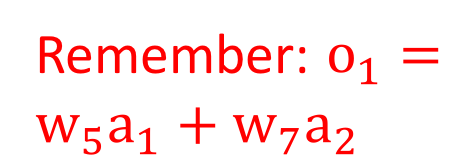 Remember: o₁ =
w₅a₁ + w₇a₂